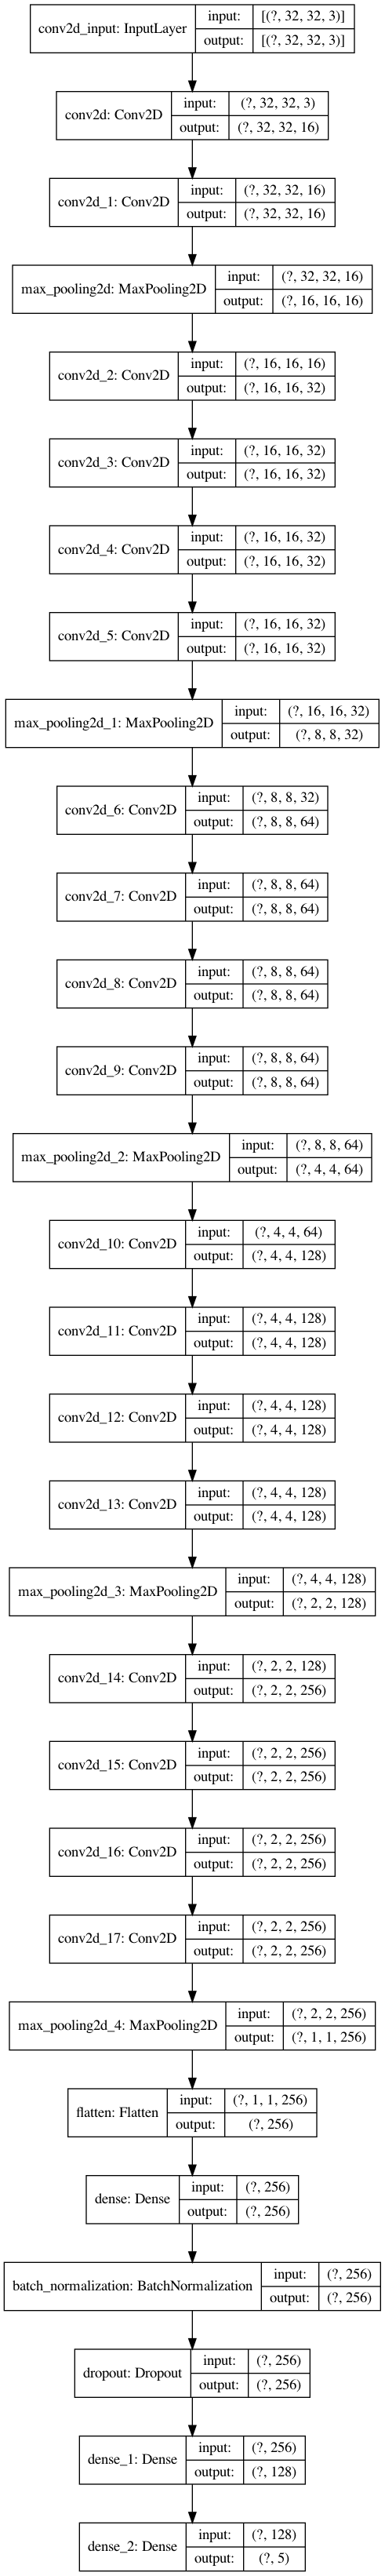 conv2d_input: InputLayer input: [(?, 32, 32, 3)]
output: [(?, 32, 32, 3)]
conv2d: Conv2D input: (?, 32, 32, 3)
output: (?, 32, 32, 16)
conv2d_1: Conv2D input: (?, 32, 32, 16)
output: (?, 32, 32, 16)
max_pooling2d: MaxPooling2D input: (?, 32, 32, 16)
output: (?, 16, 16, 16)
conv2d_2: Conv2D input: (?, 16, 16, 16)
output: (?, 16, 16, 32)
conv2d_3: Conv2D input: (?, 16, 16, 32)
output: (?, 16, 16, 32)
conv2d_4: Conv2D input: (?, 16, 16, 32)
output: (?, 16, 16, 32)
conv2d_5: Conv2D input: (?, 16, 16, 32)
output: (?, 16, 16, 32)
max_pooling2d_1: MaxPooling2D input: (?, 16, 16, 32)
output: (?, 8, 8, 32)
conv2d_6: Conv2D input: (?, 8, 8, 32)
output: (?, 8, 8, 64)
conv2d_7: Conv2D input: (?, 8, 8, 64)
output: (?, 8, 8, 64)
conv2d_8: Conv2D input: (?, 8, 8, 64)
output: (?, 8, 8, 64)
conv2d_9: Conv2D input: (?, 8, 8, 64)
output: (?, 8, 8, 64)
max_pooling2d_2: MaxPooling2D input: (?, 8, 8, 64)
output: (?, 4, 4, 64)
conv2d_10: Conv2D input: (?, 4, 4, 64)
output: (?, 4, 4, 128)
conv2d_11: Conv2D input: (?, 4, 4, 128)
output: (?, 4, 4, 128)
conv2d_12: Conv2D input: (?, 4, 4, 128)
output: (?, 4, 4, 128)
conv2d_13: Conv2D input: (?, 4, 4, 128)
output: (?, 4, 4, 128)
max_pooling2d_3: MaxPooling2D input: (?, 4, 4, 128)
output: (?, 2, 2, 128)
conv2d_14: Conv2D input: (?, 2, 2, 128)
output: (?, 2, 2, 256)
conv2d_15: Conv2D input: (?, 2, 2, 256)
output: (?, 2, 2, 256)
conv2d_16: Conv2D input: (?, 2, 2, 256)
output: (?, 2, 2, 256)
conv2d_17: Conv2D input: (?, 2, 2, 256)
output: (?, 2, 2, 256)
max_pooling2d_4: MaxPooling2D input: (?, 2, 2, 256)
output: (?, 1, 1, 256)
flatten: Flatten input: (?, 1, 1, 256)
output: (?, 256)
dense: Dense input: (?, 256)
output: (?, 256)
batch_normalization: BatchNormalization input: (?, 256)
output: (?, 256)
dropout: Dropout input: (?, 256)
output: (?, 256)
dense_1: Dense input: (?, 256)
output: (?, 128)
dense_2: Dense input: (?, 128)
output: (?, 5)